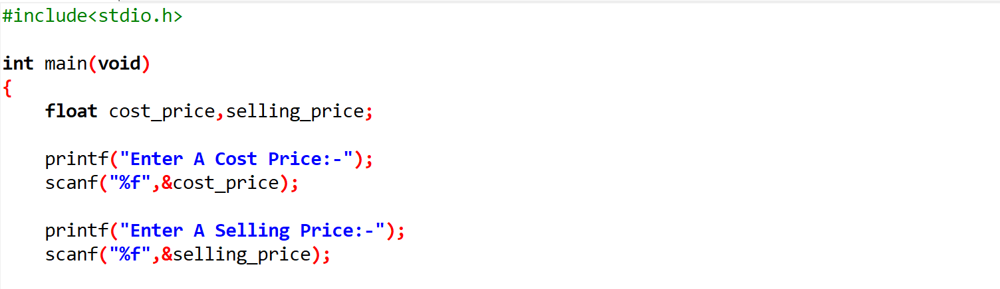 #include<stdio.h>
int main(void)
{
float cost_price,selling_price;
printf("Enter A Cost Price:-");
scanf("%f",&cost_price);
printf("Enter A Selling Price:-");
scanf("%f",&selling_price);